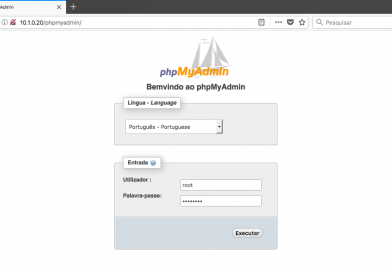 Admin
10.1.0.20/phpmyadmin/
Pesquisar
phpMyAdmin
Bemvindo ao phpMyAdmin
Língua - Language
Português - Portuguese
Entrada
Utilizador :
root
Palavra-passe:
••••••••
Executar